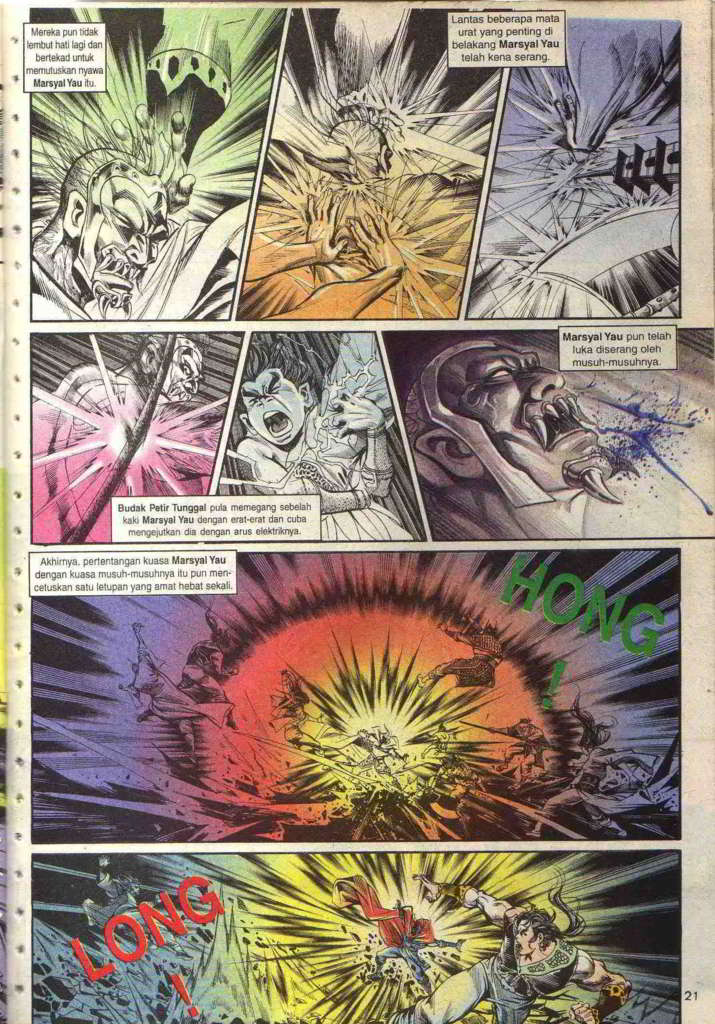 Mereka pun tidak
lembut hati lagi dan
bertekad untuk
memutuskan nyawa
Marsyal Yau itu.
Lantas beberapa mata
urat yang penting di
belakang Marsyal Yau
telah kena serang.
Budak Petir Tunggal pula memegang sebelah
kaki Marsyal Yau dengan erat-erat dan cuba
mengejutkan dia dengan arus elektriknya.
Marsyal Yau pun telah
luka diserang oleh
musuh-musuhnya.
Akhirnya, pertentangan kuasa Marsyal Yau
dengan kuasa musuh-musuhnya itu pun men-
cetuskan satu letupan yang amat hebat sekali.
HONG
!
LONG
!
21